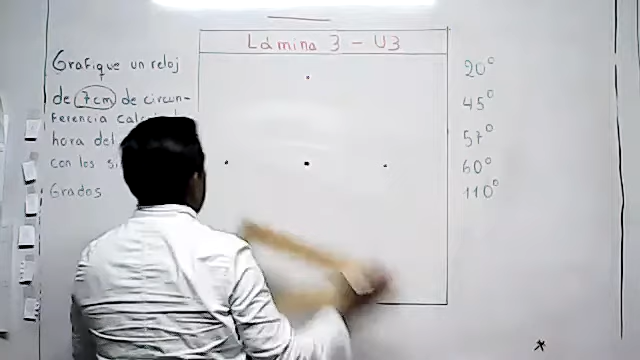 Lámina 3 - U3
Grafique un reloj
de 7cm de circun-
ferencia
hora del
con los
Grados
20°
45°
57°
60°
110°